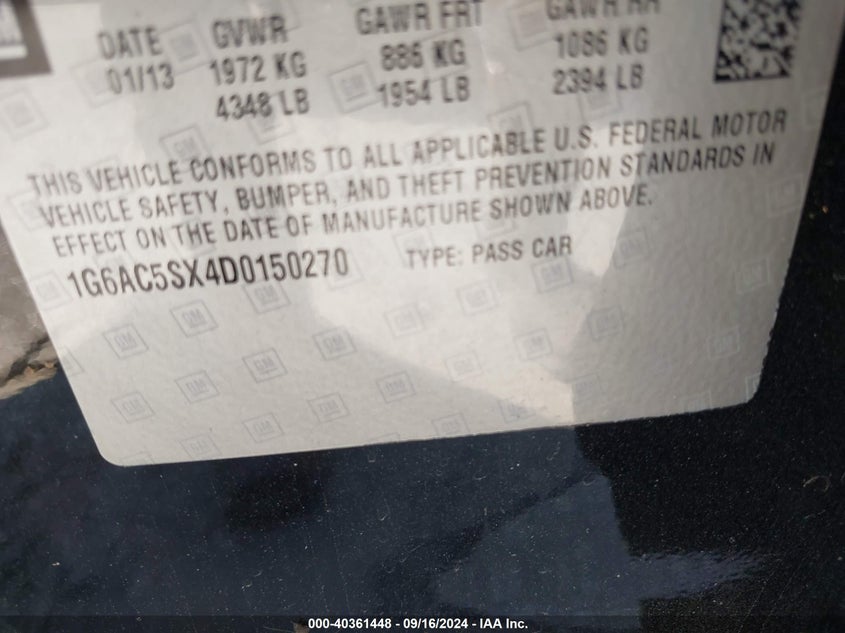 DATE GVWR GAWR FRT GAWR RR
01/13 1972 KG 886 KG 1086 KG
4348 LB 1954 LB 2394 LB
THIS VEHICLE CONFORMS TO ALL APPLICABLE U.S. FEDERAL MOTOR
VEHICLE SAFETY, BUMPER, AND THEFT PREVENTION STANDARDS IN
EFFECT ON THE DATE OF MANUFACTURE SHOWN ABOVE.
1G6AC5SX4D0150270 TYPE: PASS CAR
000-40361448 - 09/16/2024 - IAA Inc.